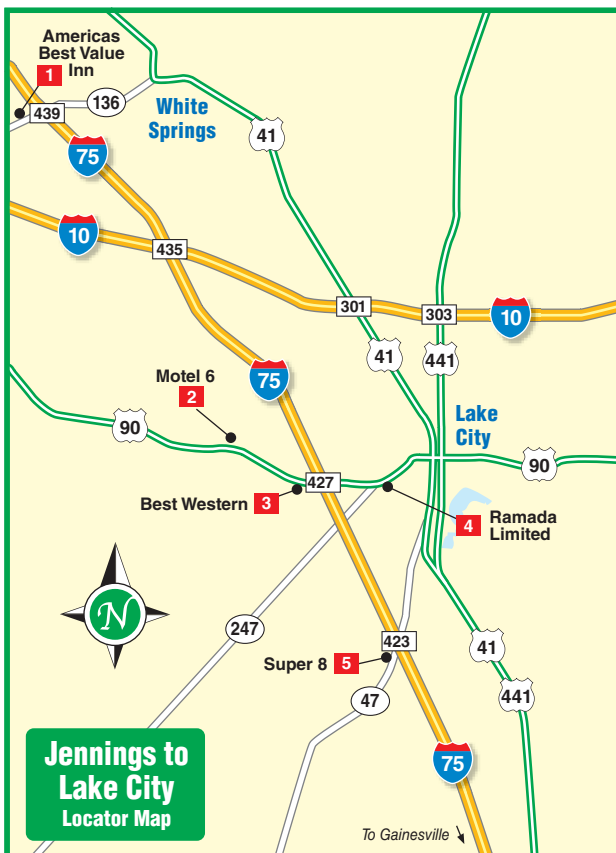 Americas
Best Value
Inn
1
136
439
White
Springs
41
75
10
435
301
303
10
41
441
75
Motel 6
2
90
Lake
City
90
427
Best Western 3
4 Ramada
Limited
N
247
423
Super 8 5
41
47
441
75
Jennings to
Lake City
Locator Map
To Gainesville